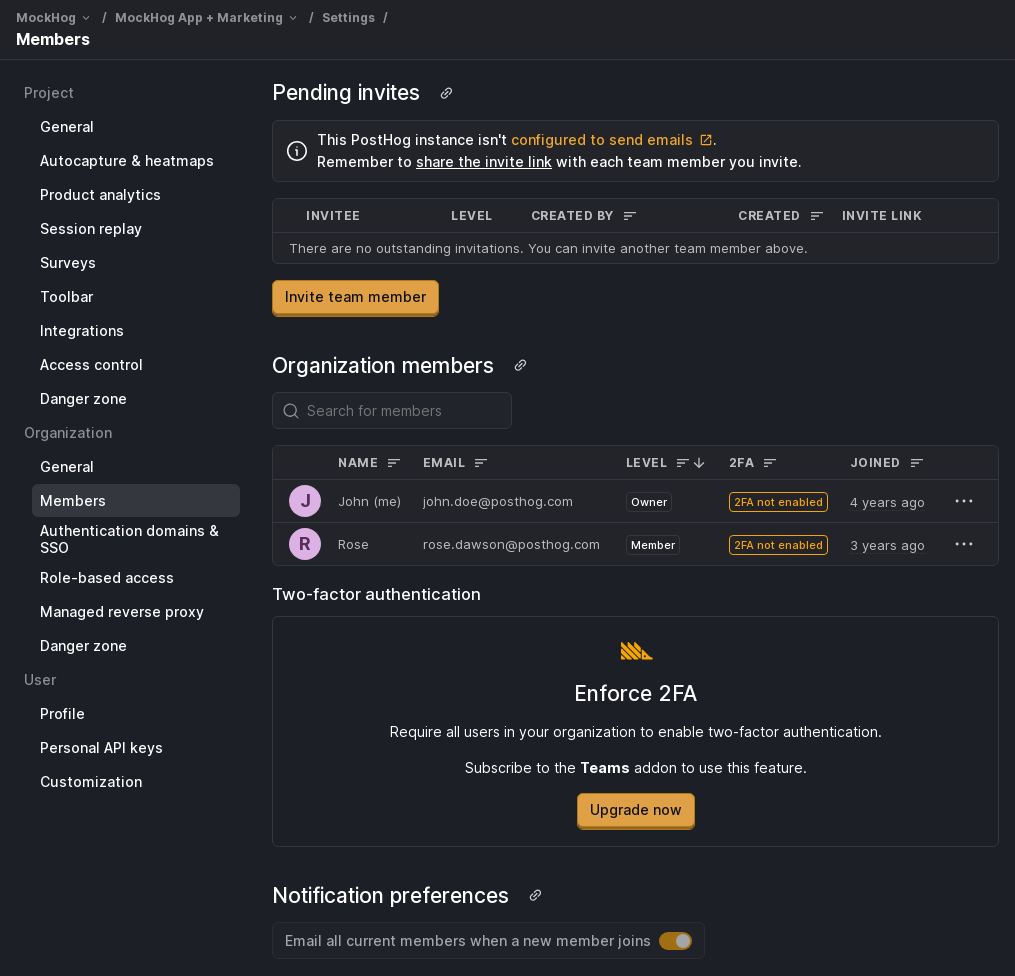 MockHog / MockHog App + Marketing / Settings /
Members
Project
General
Autocapture & heatmaps
Product analytics
Session replay
Surveys
Toolbar
Integrations
Access control
Danger zone
Organization
General
Members
Authentication domains &
SSO
Role-based access
Managed reverse proxy
Danger zone
User
Profile
Personal API keys
Customization
Pending invites
This PostHog instance isn't configured to send emails.
Remember to share the invite link with each team member you invite.
INVITEE LEVEL CREATED BY CREATED INVITE LINK
There are no outstanding invitations. You can invite another team member above.
Invite team member
Organization members
Search for members
NAME EMAIL LEVEL 2FA JOINED
J John (me) john.doe@posthog.com Owner 2FA not enabled 4 years ago
R Rose rose.dawson@posthog.com Member 2FA not enabled 3 years ago
Two-factor authentication
Enforce 2FA
Require all users in your organization to enable two-factor authentication.
Subscribe to the Teams addon to use this feature.
Upgrade now
Notification preferences
Email all current members when a new member joins